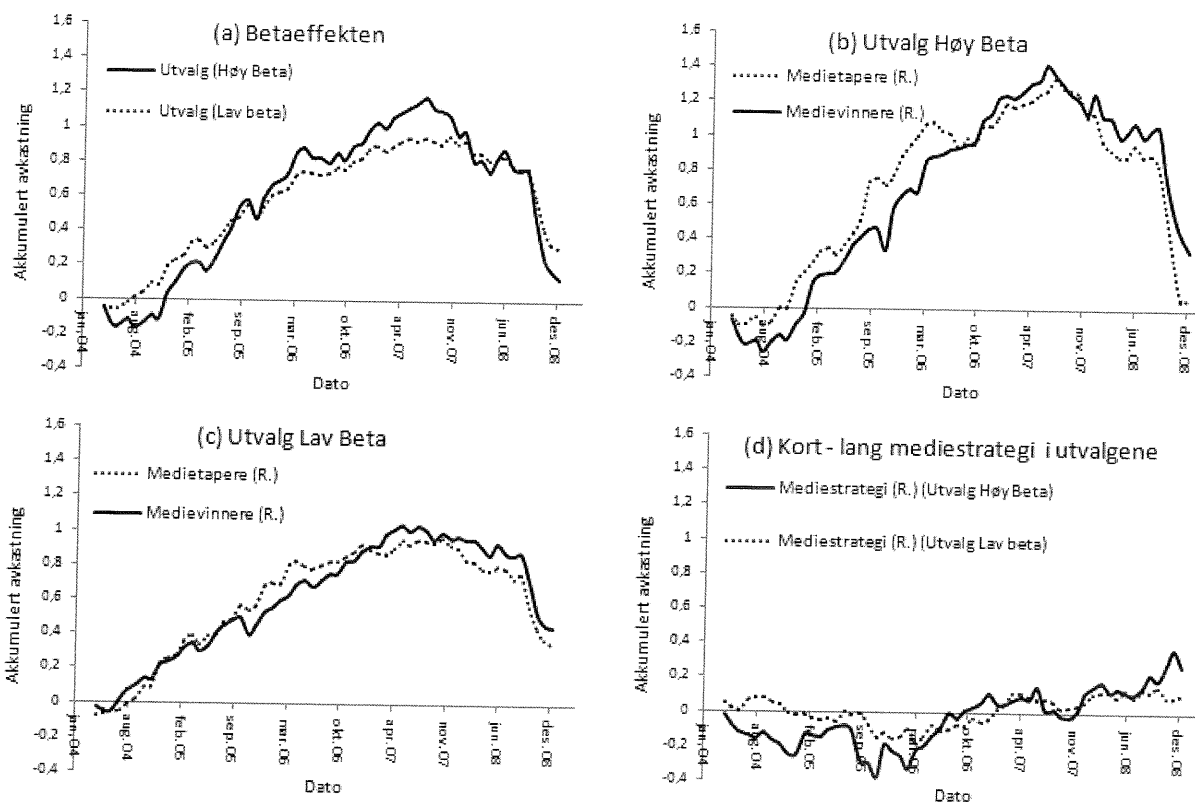 (a) Betaeffekten
Utvalg (Høy Beta)
Utvalg (Lav beta)
Akkumulert avkastning
1,6
1,4
1,2
1
0,8
0,6
0,4
0,2
0
-0,2
-0,4
jun.04
aug.04
feb.05
sep.05
mar.06
okt.06
apr.07
nov.07
jun.08
des.08
Dato
(b) Utvalg Høy Beta
Medietapere (R.)
Medievinnere (R.)
Akkumulert avkastning
1,6
1,4
1,2
1
0,8
0,6
0,4
0,2
0
-0,2
-0,4
aug.04
feb.05
sep.05
mar.06
okt.06
apr.07
nov.07
jun.08
des.08
Dato
(c) Utvalg Lav Beta
Medietapere (R.)
Medievinnere (R.)
Akkumulert avkastning
1,6
1,4
1,2
1
0,8
0,6
0,4
0,2
0
-0,2
-0,4
aug.04
feb.05
sep.05
mar.06
okt.06
apr.07
nov.07
jun.08
des.08
Dato
(d) Kort - lang mediestrategi i utvalgene
Mediestrategi (R.) (Utvalg Høy Beta)
Mediestrategi (R.) (Utvalg Lav beta)
Akkumulert avkastning
1,6
1,4
1,2
1
0,8
0,6
0,4
0,2
0
-0,2
-0,4
aug.04
feb.05
sep.05
okt.06
apr.07
nov.07
jun.08
des.08
Dato